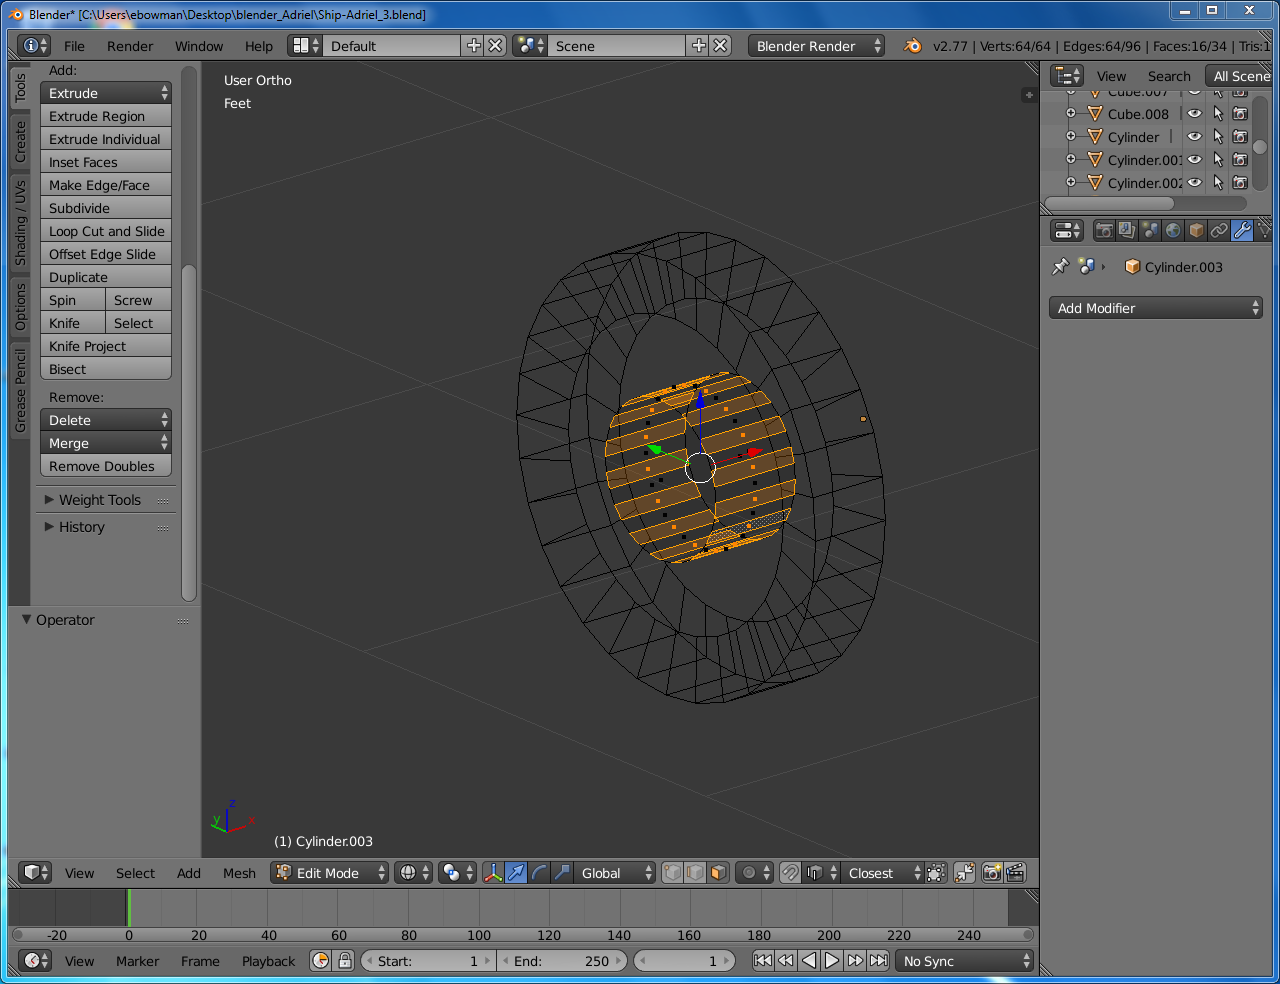 Blender* [C:\Users\ebowman\Desktop\blender_Adriel\Ship-Adriel_3.blend]
File Render Window Help Default Scene Blender Render v2.77 | Verts:64/64 | Edges:64/96 | Faces:16/34 | Tris:1
Tools
Create
Shading / UVs
Options
Grease Pencil
Add:
Extrude
Extrude Region
Extrude Individual
Inset Faces
Make Edge/Face
Subdivide
Loop Cut and Slide
Offset Edge Slide
Duplicate
Spin Screw
Knife Select
Knife Project
Bisect
Remove:
Delete
Merge
Remove Doubles
Weight Tools
History
Operator
User Ortho
Feet
z
y
x
(1) Cylinder.003
View Search All Scene
Cube.007
Cube.008
Cylinder
Cylinder.001
Cylinder.002
Cylinder.003
Add Modifier
View Select Add Mesh Edit Mode Global Closest
-20 0 20 40 60 80 100 120 140 160 180 200 220 240
View Marker Frame Playback Start: 1 End: 250 1 No Sync